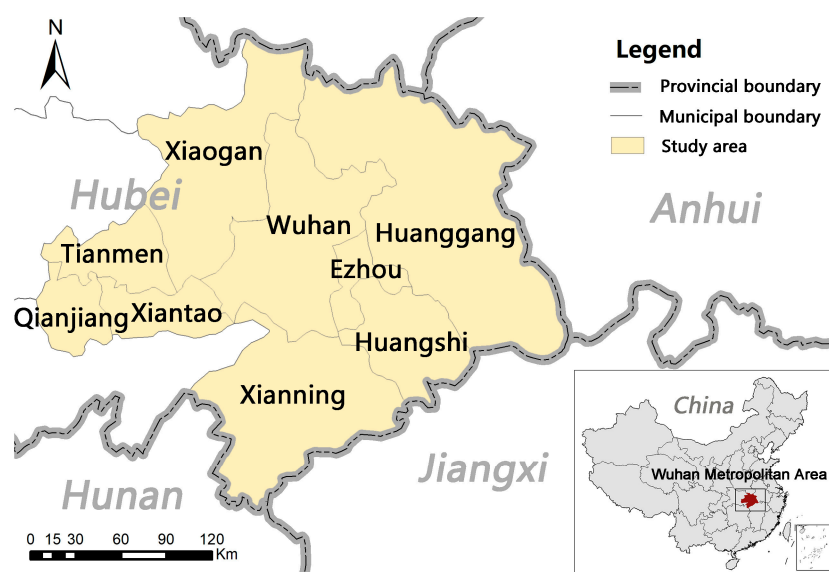 N
Legend
Provincial boundary
Municipal boundary
Study area
Xiaogan
Hubei
Anhui
Wuhan
Huanggang
Tianmen
Ezhou
Qianjiang
Xiantao
Huangshi
Xianning
China
Jiangxi
Wuhan Metropolitan Area
Hunan
0 15 30 60 90 120
Km